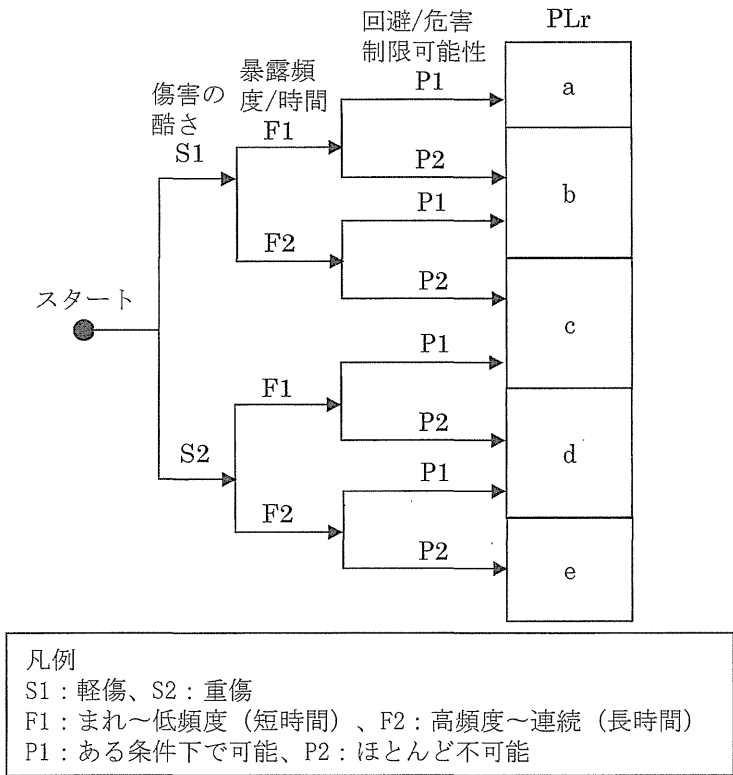 回避/危害
制限可能性
PLr
暴露頻
度/時間
傷害の
酷さ
P1
a
F1
S1
P2
b
P1
F2
P2
スタート
c
P1
F1
P2
S2
d
P1
F2
P2
e
凡例
S1：軽傷、S2：重傷
F1：まれ～低頻度（短時間）、F2：高頻度～連続（長時間）
P1：ある条件下で可能、P2：ほとんど不可能